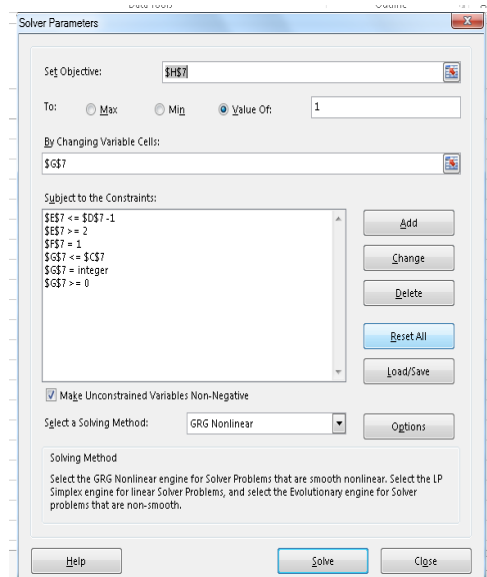 Data Tools
Outline
Solver Parameters
Set Objective:
$H$7
To:
Max
Min
Value Of:
1
By Changing Variable Cells:
$G$7
Subject to the Constraints:
$E$7 <= $D$7 -1
$E$7 >= 2
$F$7 = 1
$G$7 <= $C$7
$G$7 = integer
$G$7 >= 0
Add
Change
Delete
Reset All
Load/Save
Make Unconstrained Variables Non-Negative
Select a Solving Method:
GRG Nonlinear
Options
Solving Method
Select the GRG Nonlinear engine for Solver Problems that are smooth nonlinear. Select the LP
Simplex engine for linear Solver Problems, and select the Evolutionary engine for Solver
problems that are non-smooth.
Help
Solve
Close